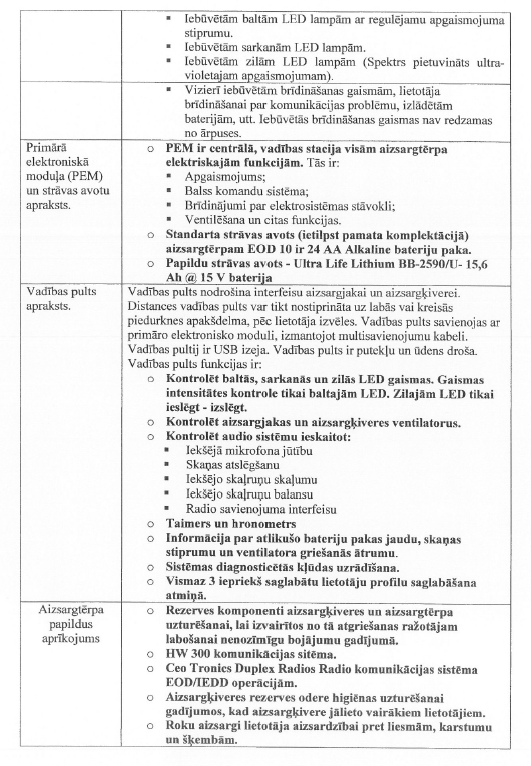 ▪ Iebūvētām baltām LED lampām ar regulējamu apgaismojuma
stiprumu.
▪ Iebūvētām sarkanām LED lampām.
▪ Iebūvētām zilām LED lampām (Spektrs pietuvināts ultra-
violetajam apgaismojumam).
▪ Vizierī iebūvētām brīdināšanas gaismām, lietotāja
brīdināšanai par komunikācijas problēmu, izlādētām
baterijām, utt. Iebūvētās brīdināšanas gaismas nav redzamas
no ārpuses.
Primārā
elektroniskā
moduļa (PEM)
un strāvas avotu
apraksts.
o PEM ir centrālā, vadības stacija visām aizsargtērpa
elektriskajām funkcijām. Tās ir:
▪ Apgaismojums;
▪ Balss komandu sistēma;
▪ Brīdinājumi par elektrosistēmas stāvokli;
▪ Ventilēšana un citas funkcijas.
o Standarta strāvas avots (ietilpst pamata komplektācijā)
aizsargtērpam EOD 10 ir 24 AA Alkaline bateriju paka.
o Papildu strāvas avots - Ultra Life Lithium BB-2590/U- 15,6
Ah @ 15 V baterija
Vadības pults
apraksts.
Vadības pults nodrošina interfeisu aizsargjakai un aizsargķiverei.
Distances vadības pults var tikt nostiprināta uz labās vai kreisās
piedurknes apakšdelma, pēc lietotāja izvēles. Vadības pults savienojas ar
primāro elektronisko moduli, izmantojot multisavienojumu kabeli.
Vadības pultij ir USB izeja. Vadības pults ir putekļu un ūdens droša.
Vadības pults funkcijas ir:
o Kontrolēt baltās, sarkanās un zilās LED gaismas. Gaismas
intensitātes kontrole tikai baltajām LED. Zilajām LED tikai
ieslēgt - izslēgt.
o Kontrolēt aizsargjakas un aizsargķiveres ventilatorus.
o Kontrolēt audio sistēmu ieskaitot:
▪ Iekšējā mikrofona jūtību
▪ Skaņas atslēgšanu
▪ Iekšējo skaļruņu skaļumu
▪ Iekšējo skaļruņu balansu
▪ Radio savienojuma interfeisu
o Taimers un hronometrs
o Informācija par atlikušo bateriju pakas jaudu, skaņas
stiprumu un ventilatora griešanās ātrumu.
o Sistēmas diagnosticētās kļūdas uzrādīšana.
o Vismaz 3 iepriekš saglabātu lietotāju profilu saglabāšana
atmiņā.
Aizsargtērpa
papildus
aprīkojums
o Rezerves komponenti aizsargķiveres un aizsargtērpa
uzturēšanai, lai izvairītos no tā atgriešanas ražotājam
labošanai nenozīmīgu bojājumu gadījumā.
o HW 300 komunikācijas sitēma.
o Ceo Tronics Duplex Radios Radio komunikācijas sistēma
EOD/IEDD operācijām.
o Aizsargķiveres rezerves odere higiēnas uzturēšanai
gadījumos, kad aizsargķivere jālieto vairākiem lietotājiem.
o Roku aizsargi lietotāja aizsardzībai pret liesmām, karstumu
un šķembām.